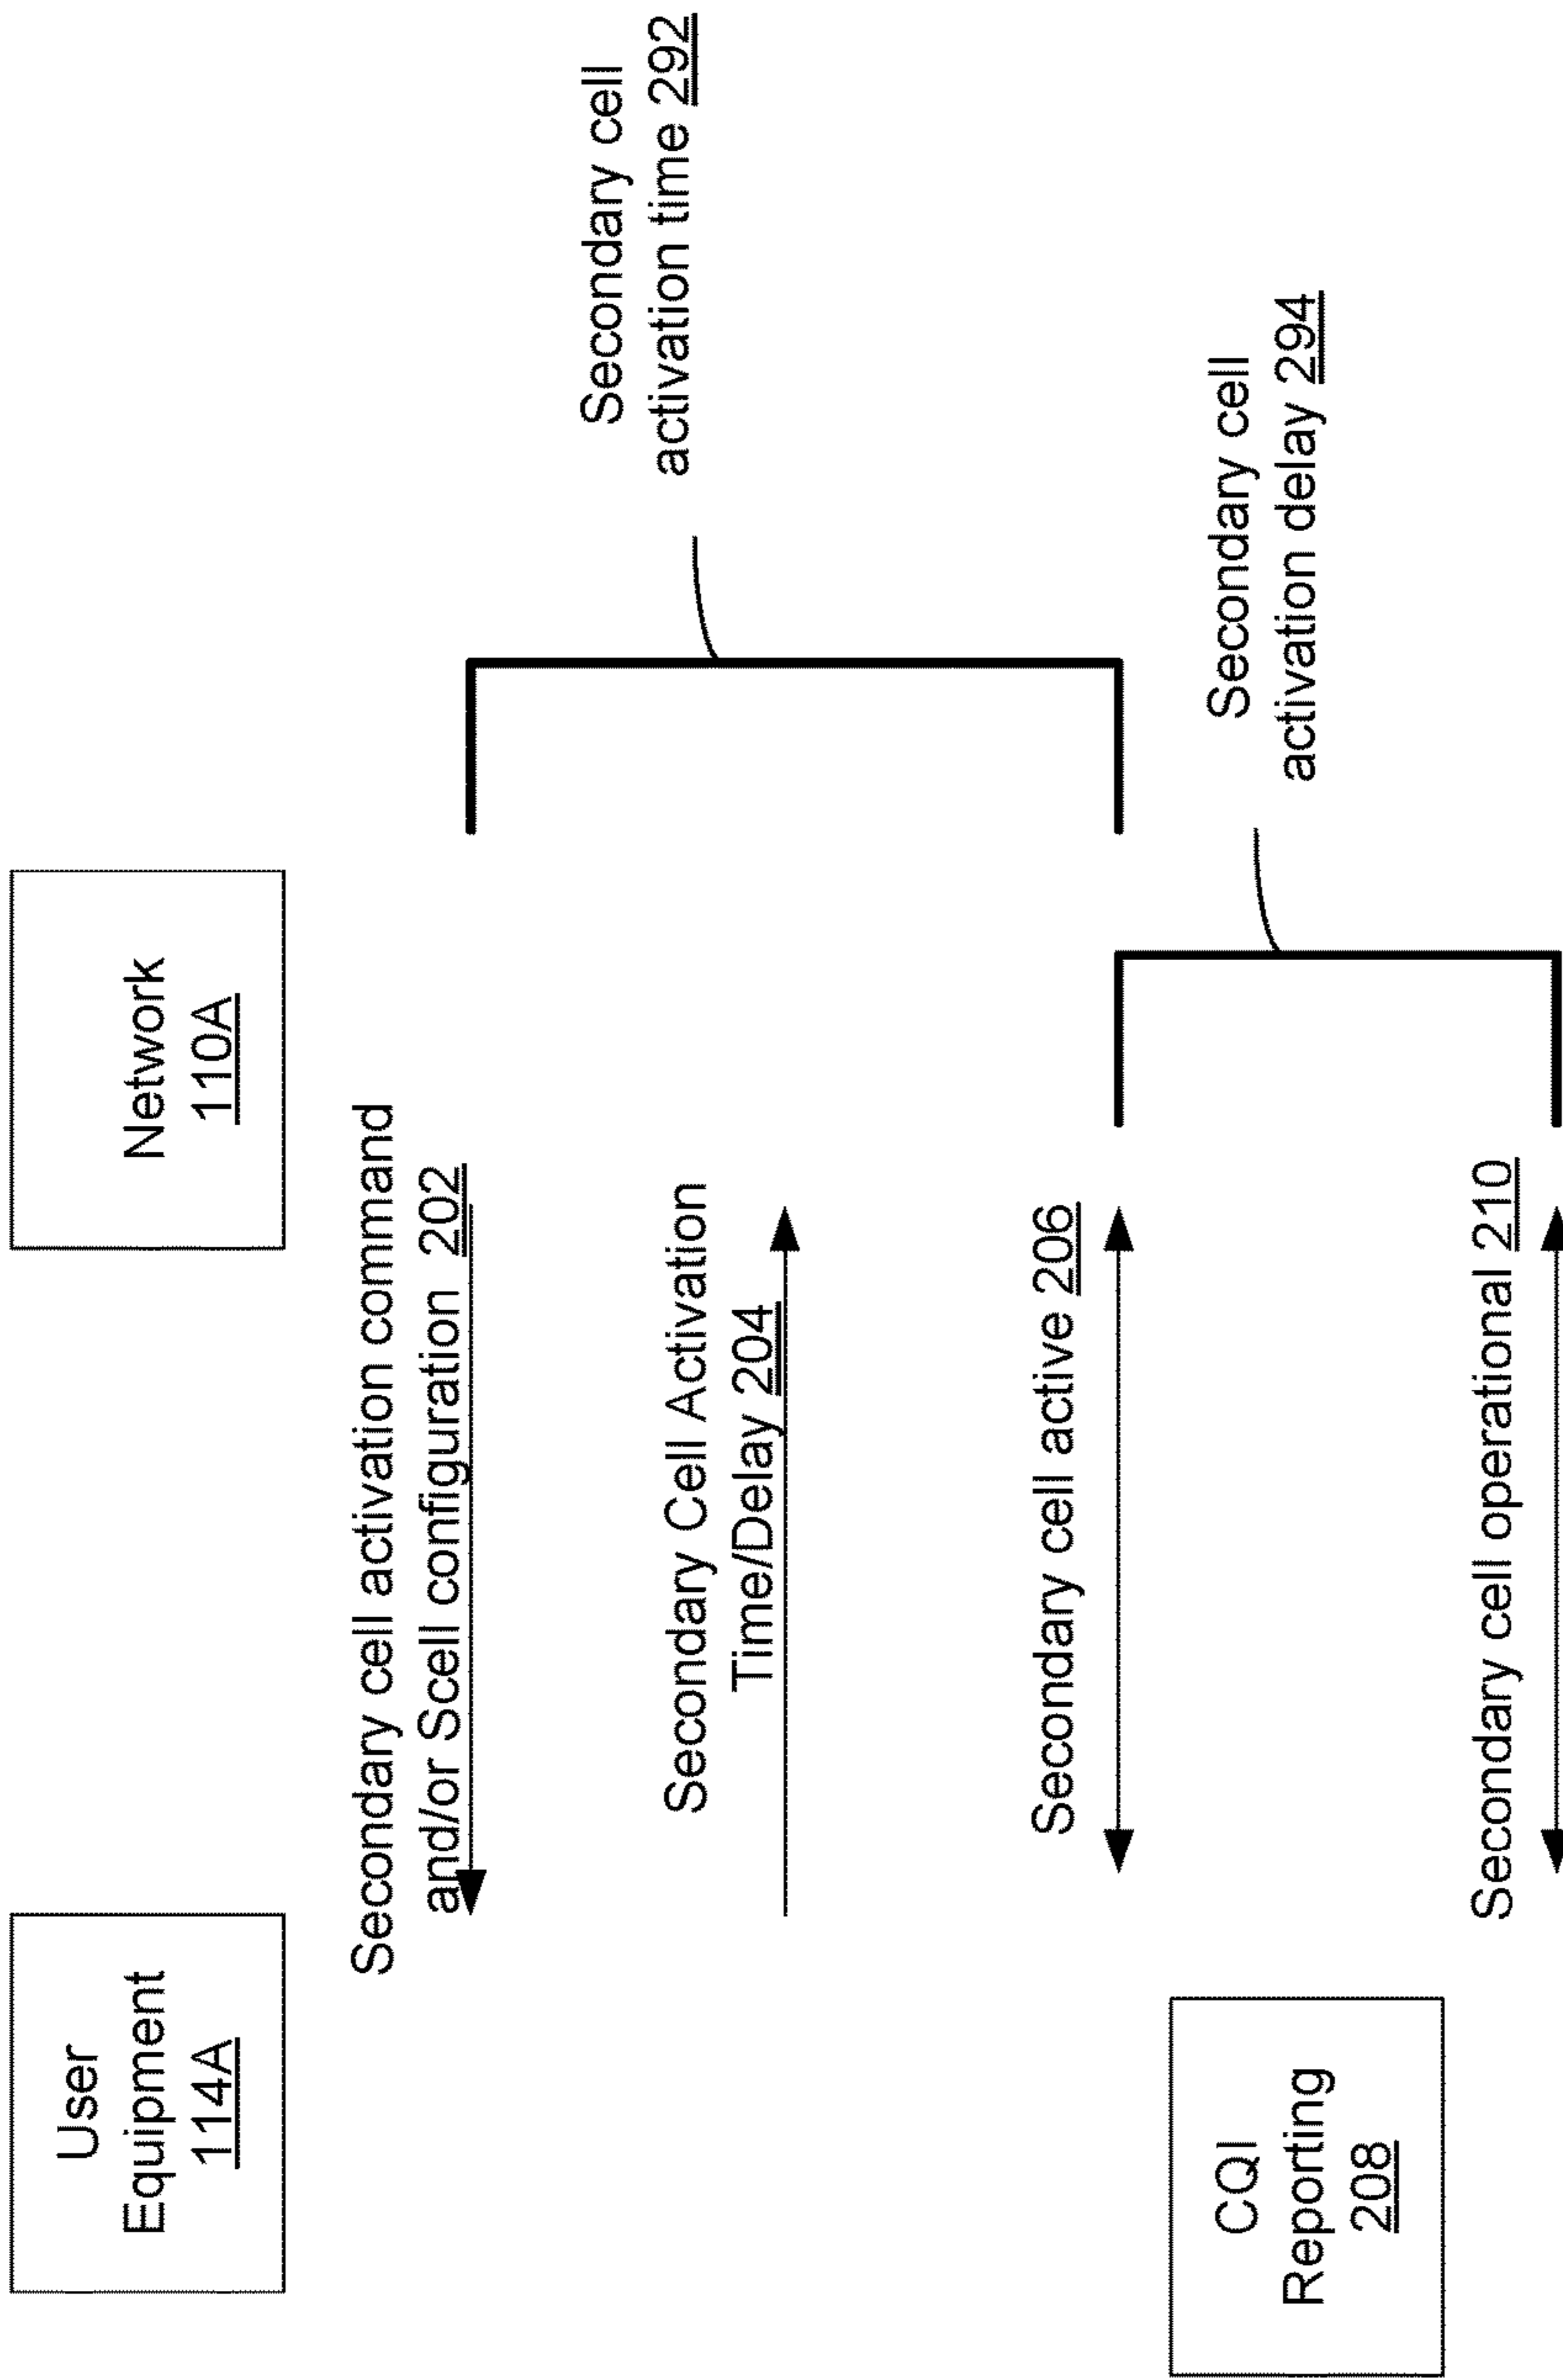 User
Equipment
114A
Network
110A
Secondary cell activation command
and/or Scell configuration 202
Secondary cell
activation time 292
Secondary Cell Activation
Time/Delay 204
Secondary cell active 206
CQI
Reporting
208
Secondary cell
activation delay 294
Secondary cell operational 210